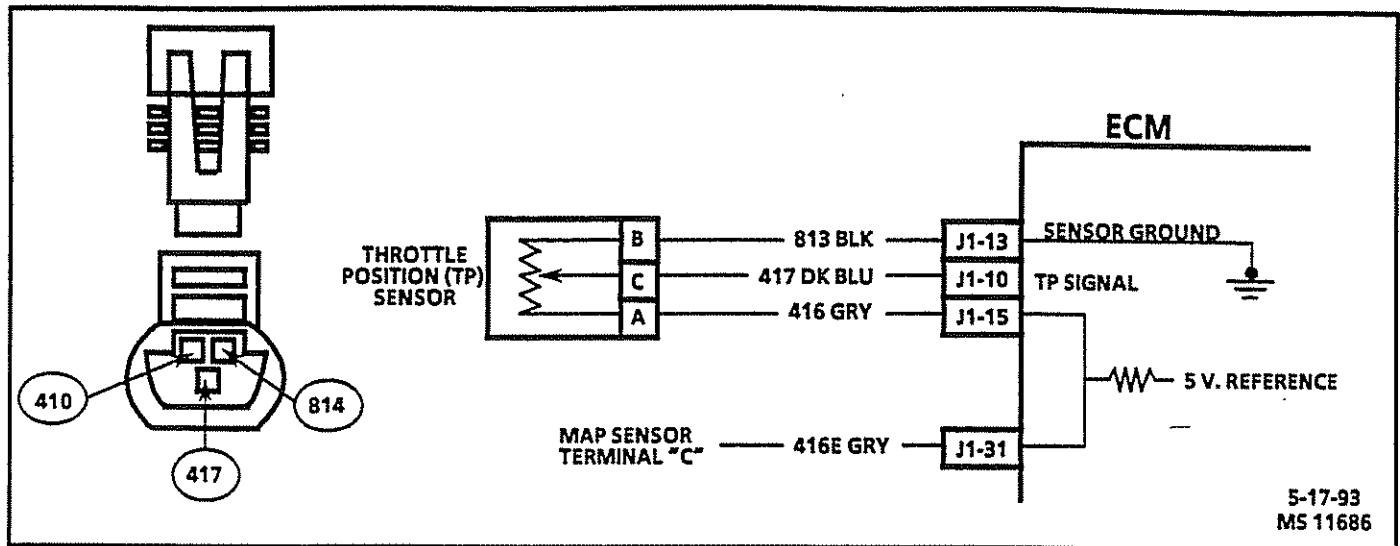 410
814
417
THROTTLE
POSITION (TP)
SENSOR
B
C
A
813 BLK
417 DK BLU
416 GRY
ECM
J1-13
SENSOR GROUND
J1-10
TP SIGNAL
J1-15
5 V. REFERENCE
MAP SENSOR
TERMINAL "C"
416E GRY
J1-31
5-17-93
MS 11686